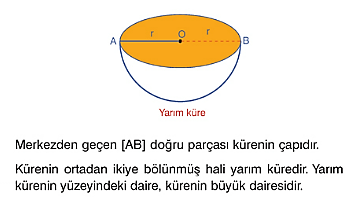 r
r
A
O
B
Yarım küre
Merkezden geçen [AB] doğru parçası kürenin çapıdır.
Kürenin ortadan ikiye bölünmüş hali yarım küredir. Yarım
kürenin yüzeyindeki daire, kürenin büyük dairesidir.